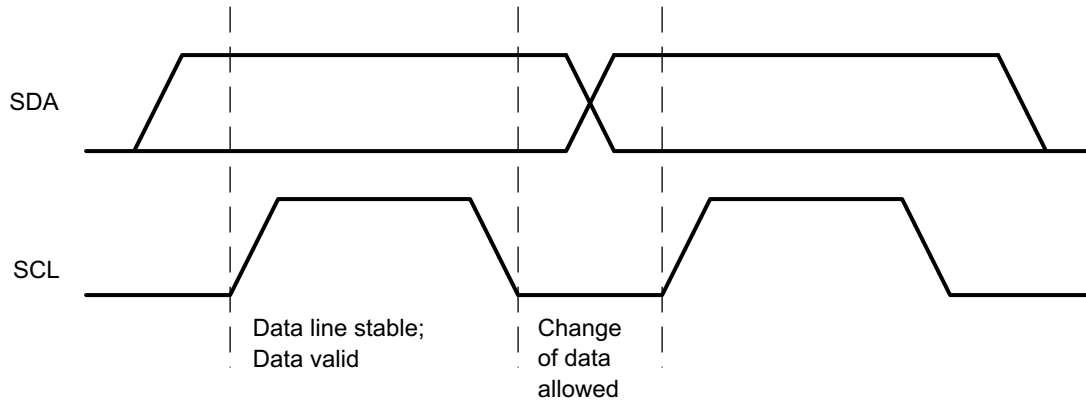 SDA
SCL
Data line stable;
Data valid
Change
of data
allowed